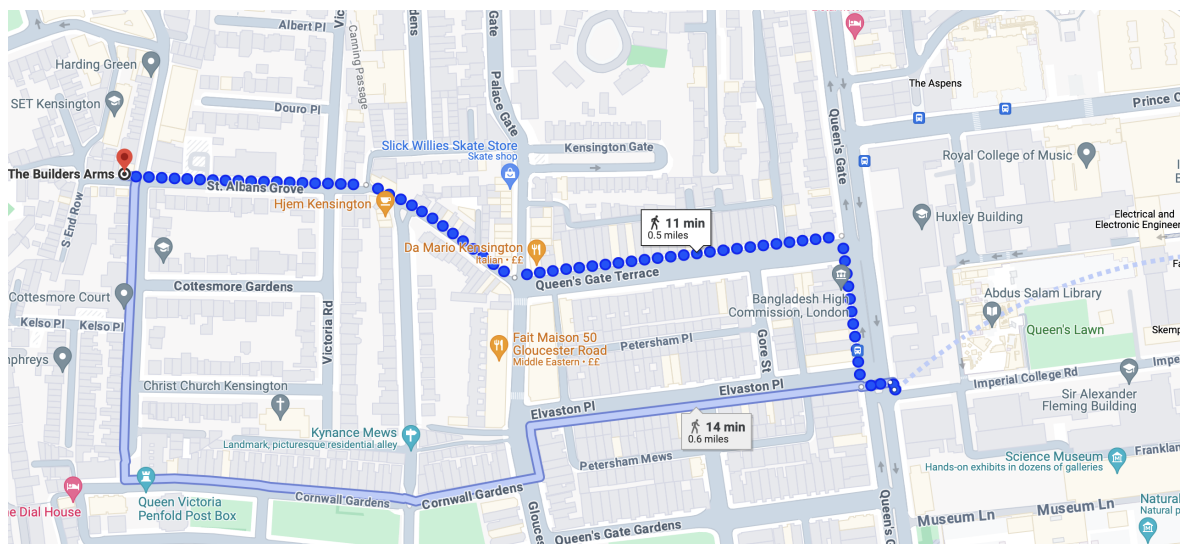 Albert Pl
Palace Gate
Gate
Canning Passage
Harding Green
The Aspens
SET Kensington
Douro Pl
Prince C
Slick Willies Skate Store
Skate shop
Kensington Gate
Queen's Gate
Royal College of Music
The Builders Arms
St. Albans Grove
Hjem Kensington
S End Row
11 min
0.5 miles
Huxley Building
Electrical and
Electronic Engineer
Da Mario Kensington
Italian • ££
Queen's Gate Terrace
Cottesmore Gardens
Cottesmore Court
Bangladesh High
Commission, London
Abdus Salam Library
Kelso Pl
Kelso Pl
Victoria Rd
Fait Maison 50
Gloucester Road
Middle Eastern • ££
Petersham Pl
Gore St
Queen's Lawn
Skemp
mphreys
Christ Church Kensington
Elvaston Pl
Elvaston Pl
Imperial College Rd
Impe
Sir Alexander
Fleming Building
Kynance Mews
Landmark, picturesque residential alley
14 min
0.6 miles
Petersham Mews
Science Museum
Hands-on exhibits in dozens of galleries
Franklan
Queen Victoria
Penfold Post Box
Cornwall Gardens
Cornwall Gardens
e Dial House
Glouces
Queen's Gate Gardens
Queen's G
Museum Ln
Museum Ln
Natural
Natural p